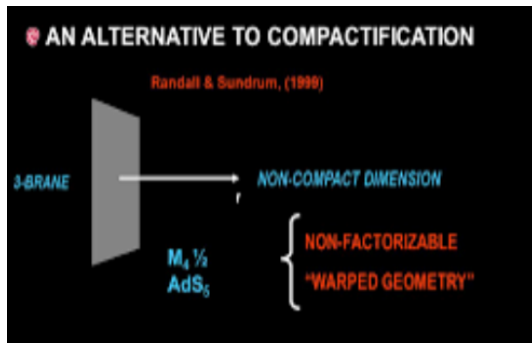 AN ALTERNATIVE TO COMPACTIFICATION
Randall & Sundrum, (1999)
3-BRANE
NON-COMPACT DIMENSION
r
M₄ ½
AdS₅
NON-FACTORIZABLE
"WARPED GEOMETRY"